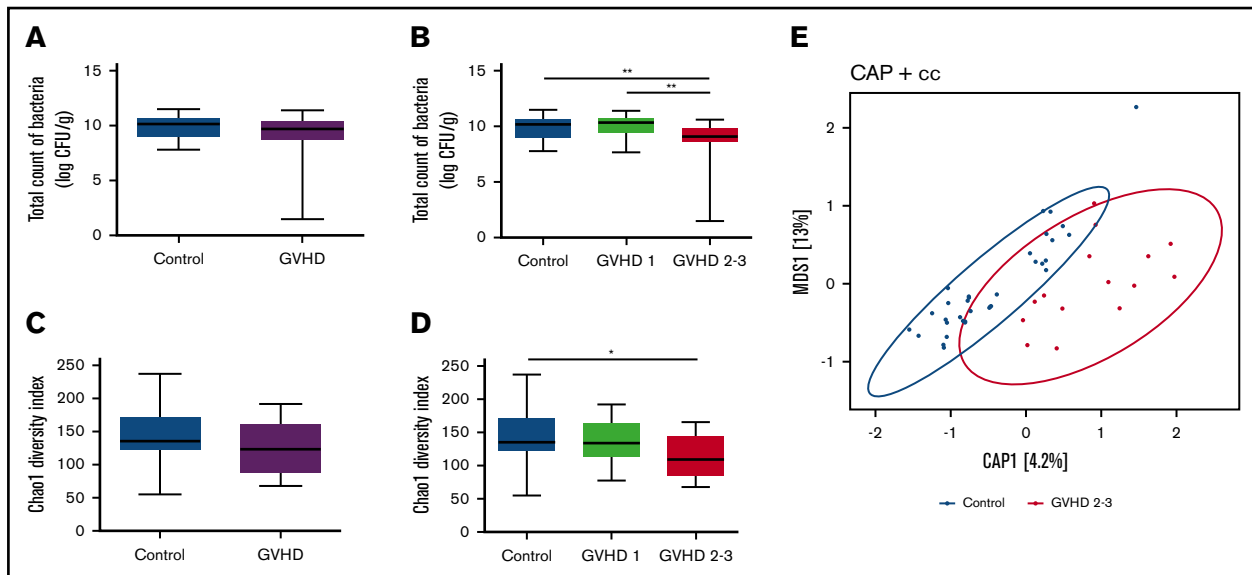 A
Total count of bacteria
(log CFU/g)
15
10
5
0
Control
GVHD
B
Total count of bacteria
(log CFU/g)
15
10
5
0
**
**
Control
GVHD 1
GVHD 2-3
C
Chao1 diversity index
250
200
150
100
50
0
Control
GVHD
D
Chao1 diversity index
250
200
150
100
50
0
*
Control
GVHD 1
GVHD 2-3
E
CAP + cc
MDS1 [13%]
2
1
0
-1
-2
-1
0
1
2
CAP1 [4.2%]
Control
GVHD 2-3